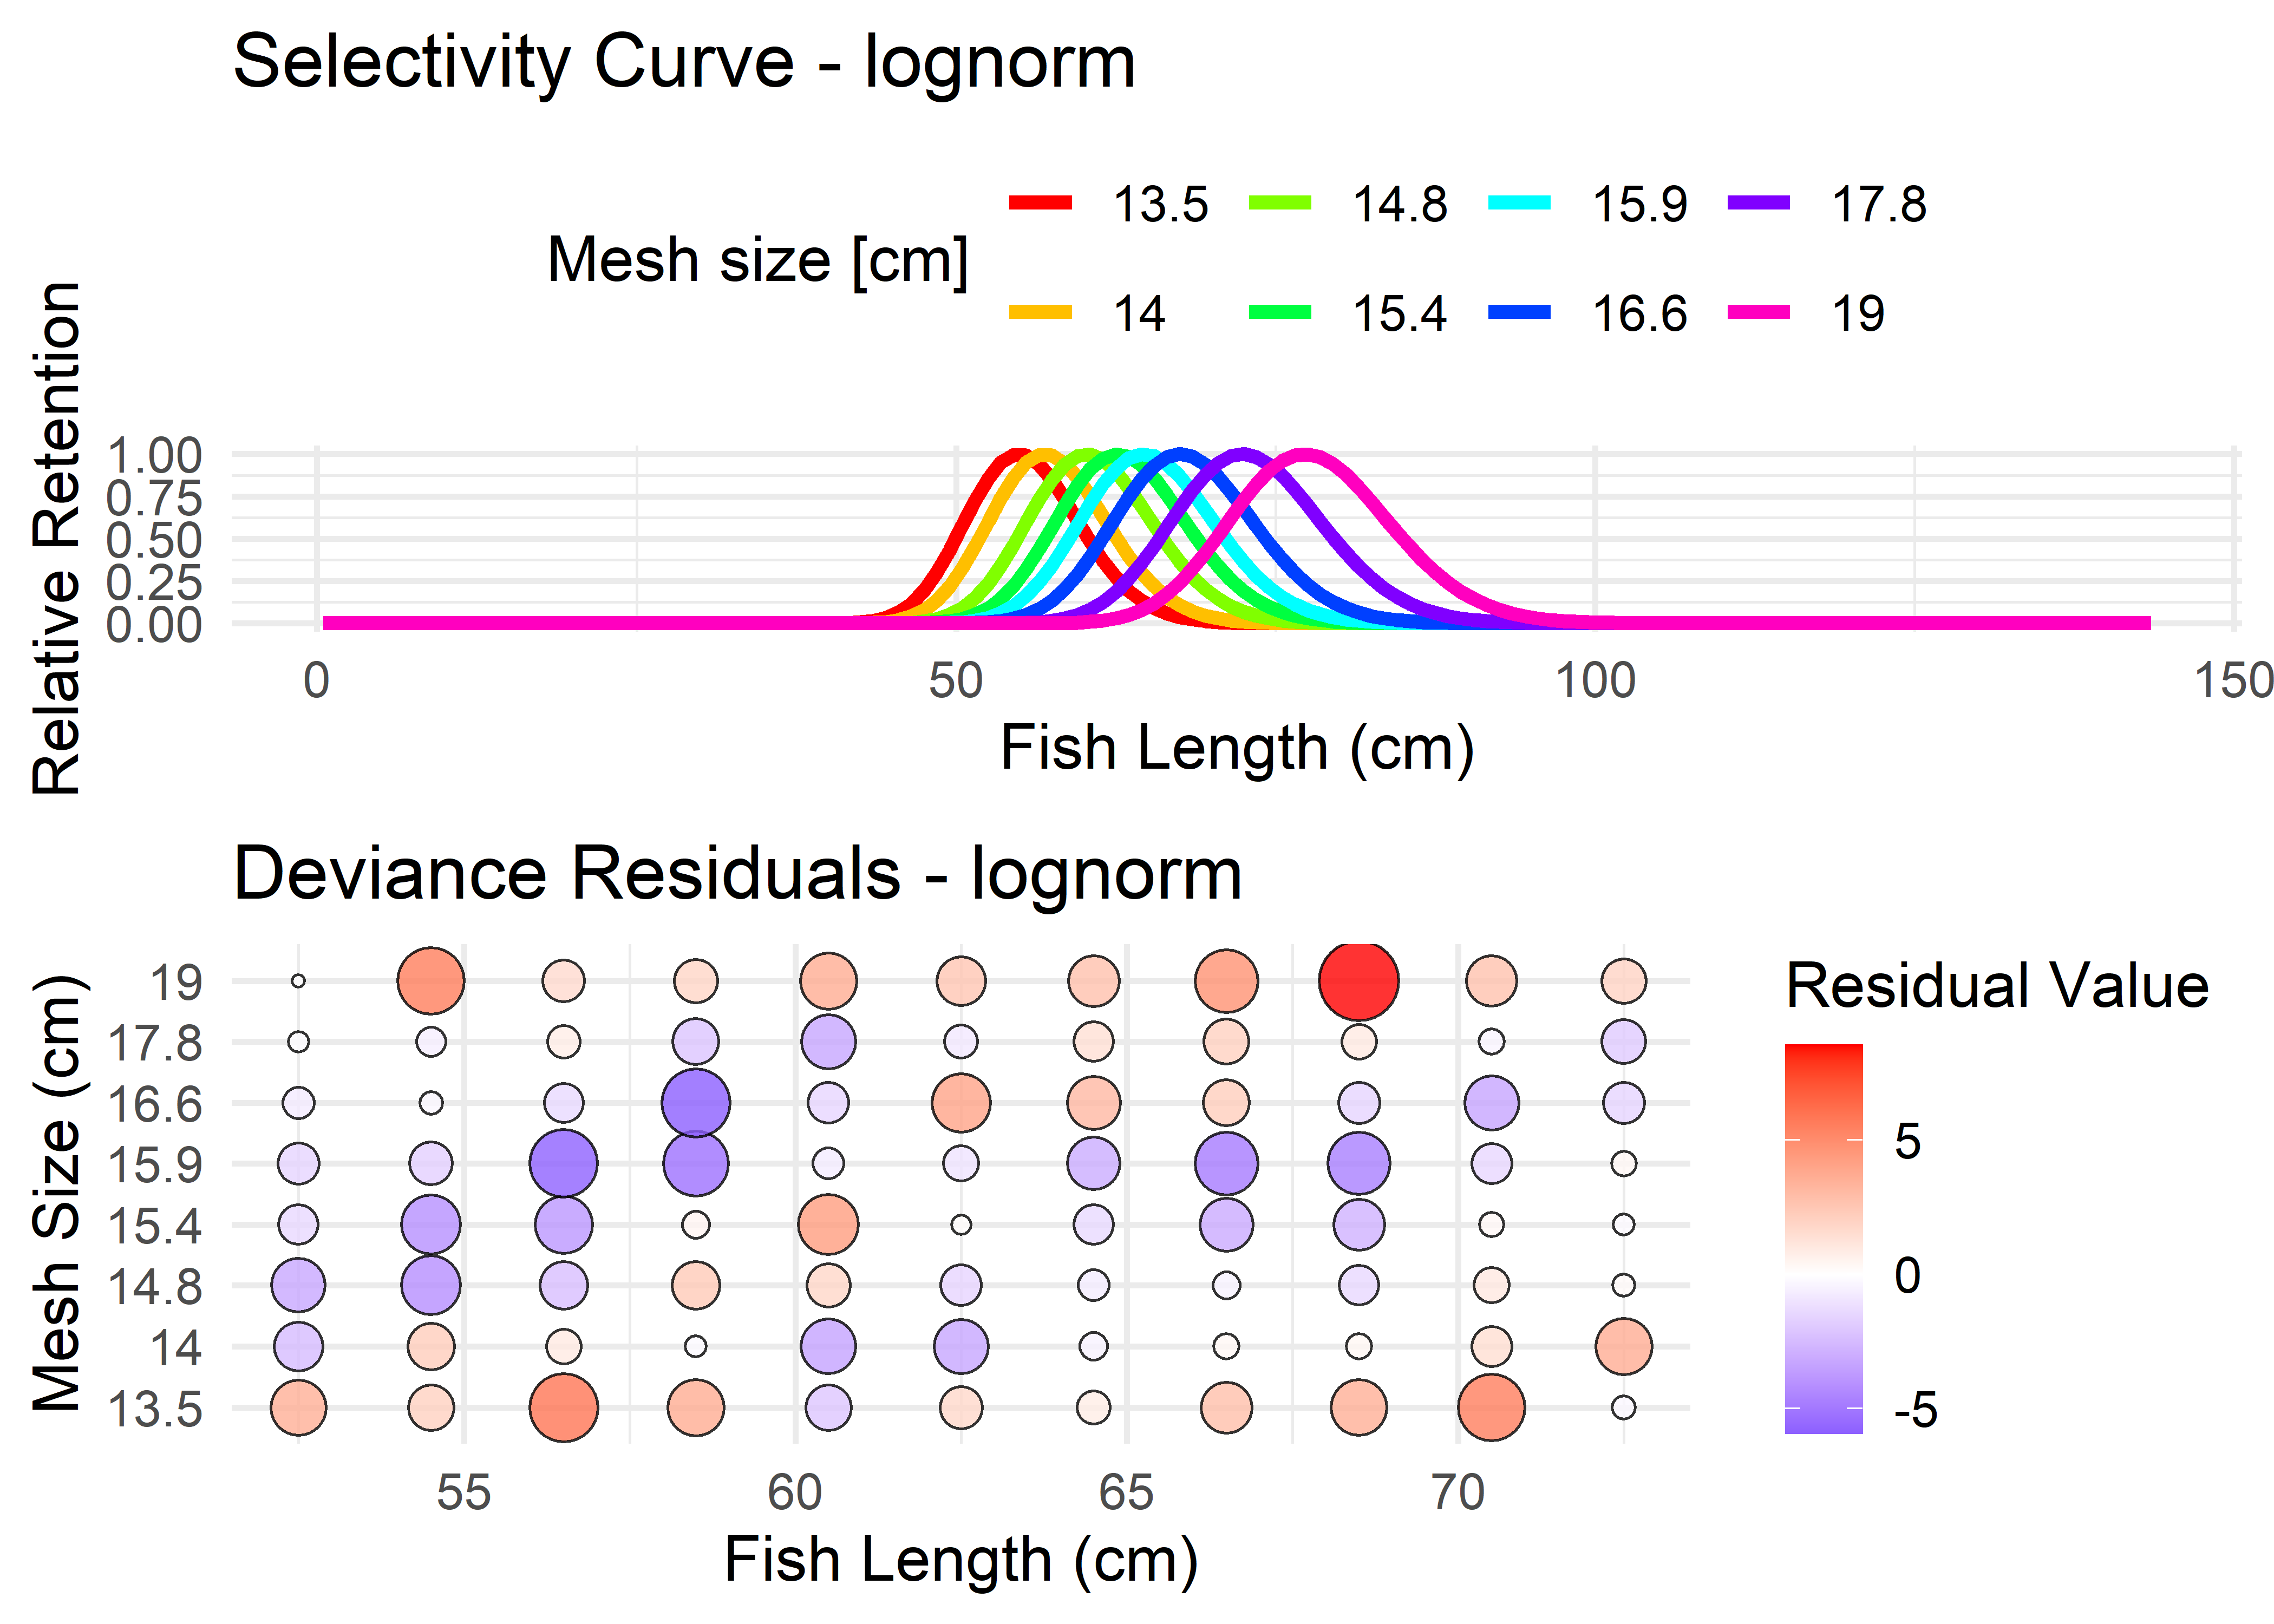 Selectivity Curve - lognorm
Mesh size [cm]
13.5 14.8 15.9 17.8
14 15.4 16.6 19
Relative Retention
1.00
0.75
0.50
0.25
0.00
0 50 100 150
Fish Length (cm)
Deviance Residuals - lognorm
Mesh Size (cm)
19
17.8
16.6
15.9
15.4
14.8
14
13.5
55 60 65 70
Fish Length (cm)
Residual Value
5
0
-5